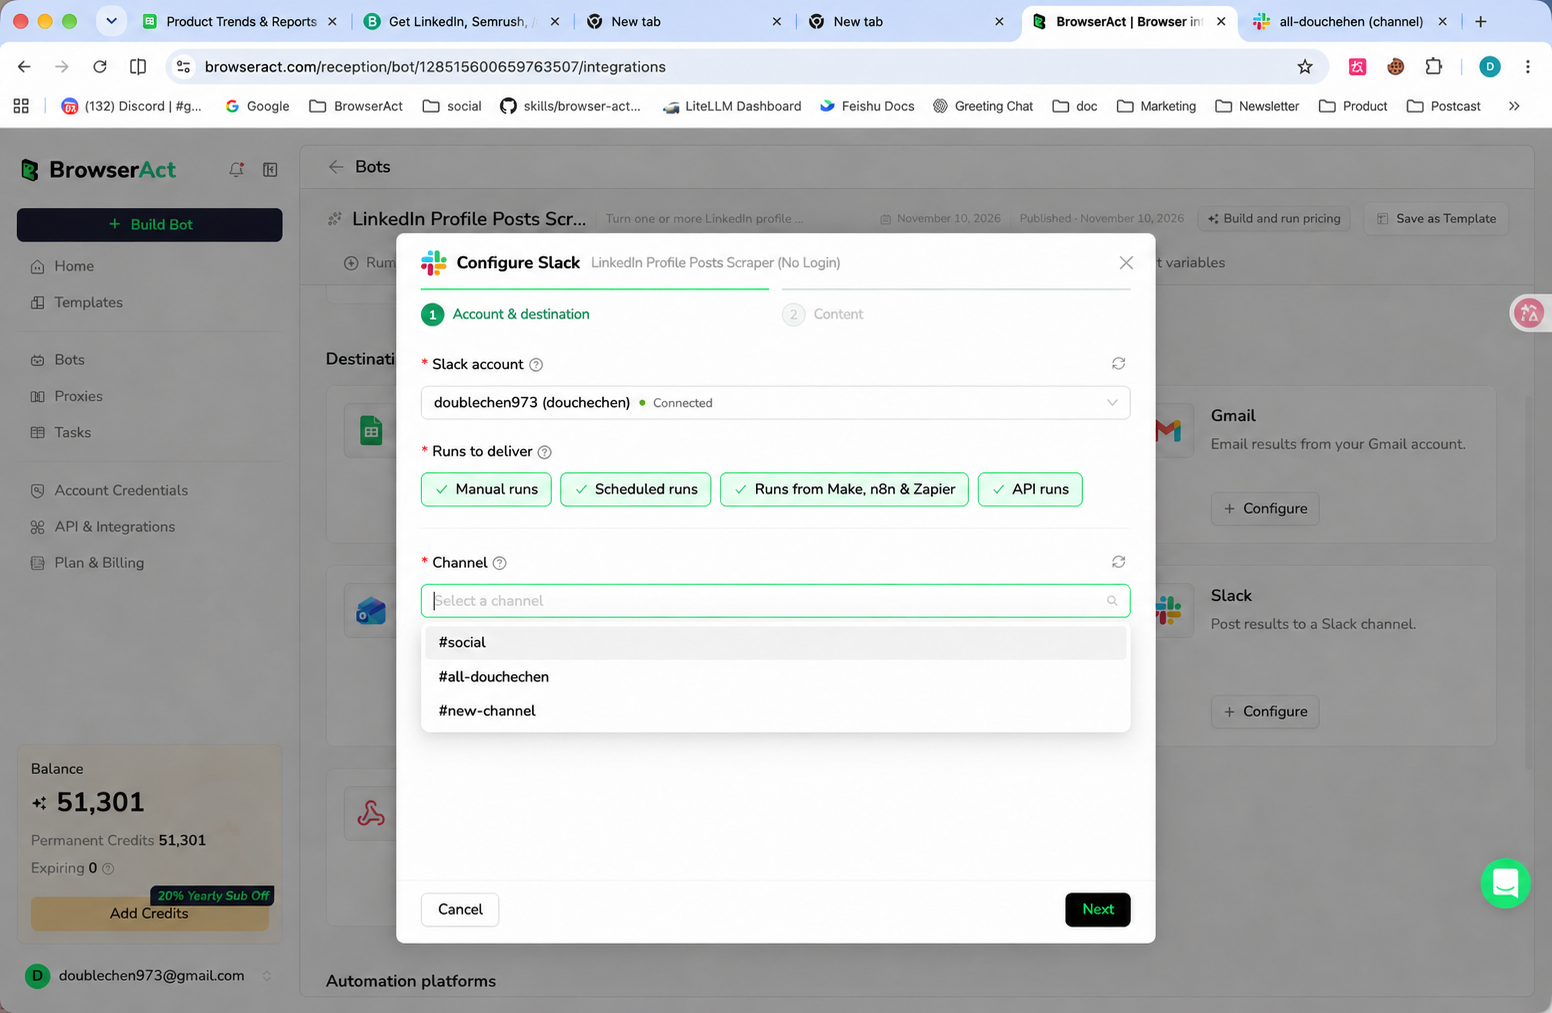 Product Trends & Reports
Get LinkedIn, Semrush,
New tab
New tab
BrowserAct | Browser in
all-douchehen (channel)
browseract.com/reception/bot/128515600659763507/integrations
D
(132) Discord | #g...
Google
BrowserAct
social
skills/browser-act...
LiteLLM Dashboard
Feishu Docs
Greeting Chat
doc
Marketing
Newsletter
Product
Postcast
BrowserAct
+ Build Bot
Home
Templates
Bots
Proxies
Tasks
Account Credentials
API & Integrations
Plan & Billing
Balance
51,301
Permanent Credits 51,301
Expiring 0
20% Yearly Sub Off
Add Credits
D doublechen973@gmail.com
Bots
LinkedIn Profile Posts Scr...
Turn one or more LinkedIn profile ...
November 10, 2026
Published · November 10, 2026
Build and run pricing
Save as Template
Rum
t variables
Destinati
Configure Slack
LinkedIn Profile Posts Scraper (No Login)
1 Account & destination
2 Content
* Slack account
doublechen973 (douchechen) Connected
* Runs to deliver
Manual runs
Scheduled runs
Runs from Make, n8n & Zapier
API runs
* Channel
Select a channel
#social
#all-douchechen
#new-channel
Cancel
Next
Gmail
Email results from your Gmail account.
+ Configure
Slack
Post results to a Slack channel.
+ Configure
Automation platforms